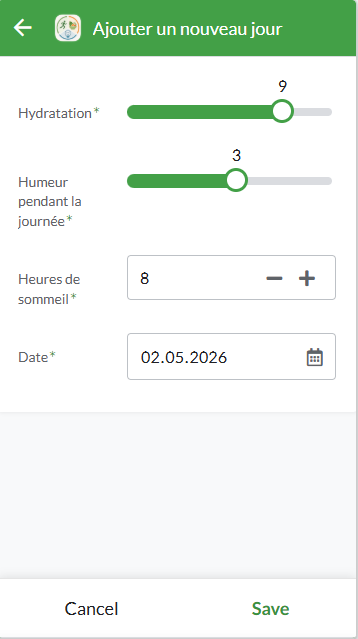 Ajouter un nouveau jour
9
Hydratation*
3
Humeur
pendant la
journée*
Heures de
sommeil*
8
Date*
02.05.2026
Cancel
Save